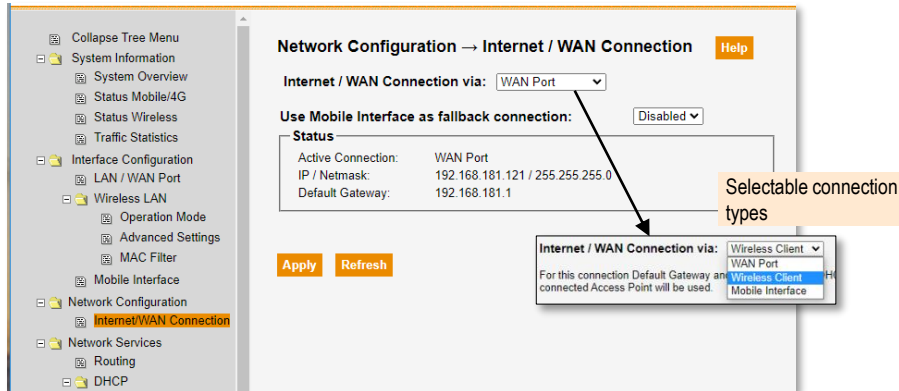 Collapse Tree Menu
System Information
System Overview
Status Mobile/4G
Status Wireless
Traffic Statistics
Interface Configuration
LAN / WAN Port
Wireless LAN
Operation Mode
Advanced Settings
MAC Filter
Mobile Interface
Network Configuration
Internet/WAN Connection
Network Services
Routing
DHCP
Network Configuration → Internet / WAN Connection Help
Internet / WAN Connection via: WAN Port
Use Mobile Interface as fallback connection: Disabled
Status
Active Connection: WAN Port
IP / Netmask: 192.168.181.121 / 255.255.255.0
Default Gateway: 192.168.181.1
Apply Refresh
Selectable connection
types
Internet / WAN Connection via: Wireless Client
WAN Port
Wireless Client
Mobile Interface
For this connection Default Gateway
connected Access Point will be used.